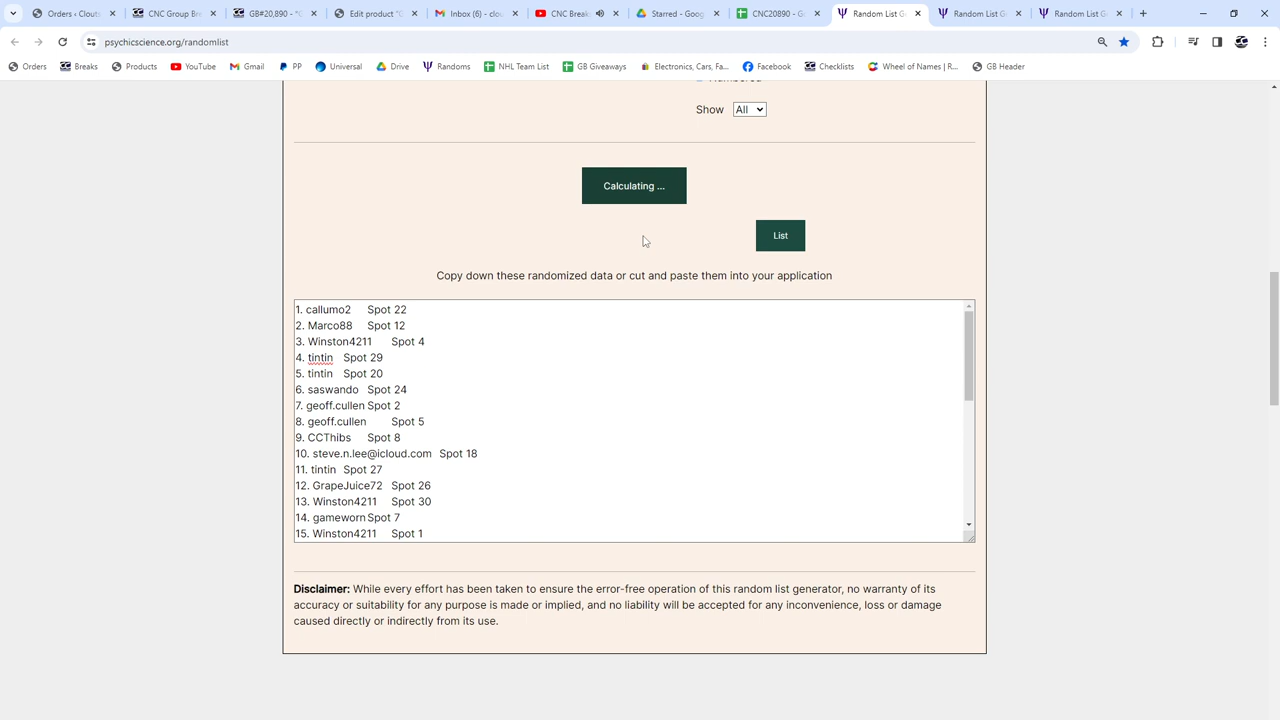 Orders ‹ Clout
CNC Group Bre
GB#20,890 -
Edit product "G
Inbox (6) - clou
CNC Break
Starred - Goog
CNC20890 - G
Random List Ge
Random List Ge
Random List Ge
psychicscience.org/randomlist
Orders
Breaks
Products
YouTube
Gmail
PP
Universal
Drive
Randoms
NHL Team List
GB Giveaways
Electronics, Cars, Fa...
Facebook
Checklists
Wheel of Names | R...
GB Header
Numbered
Show All
Calculating ...
List
Copy down these randomized data or cut and paste them into your application
1. callumo2 Spot 22
2. Marco88 Spot 12
3. Winston4211 Spot 4
4. tintin Spot 29
5. tintin Spot 20
6. saswando Spot 24
7. geoff.cullen Spot 2
8. geoff.cullen Spot 5
9. CCThibs Spot 8
10. steve.n.lee@icloud.com Spot 18
11. tintin Spot 27
12. GrapeJuice72 Spot 26
13. Winston4211 Spot 30
14. gameworn Spot 7
15. Winston4211 Spot 1
Disclaimer: While every effort has been taken to ensure the error-free operation of this random list generator, no warranty of its
accuracy or suitability for any purpose is made or implied, and no liability will be accepted for any inconvenience, loss or damage
caused directly or indirectly from its use.